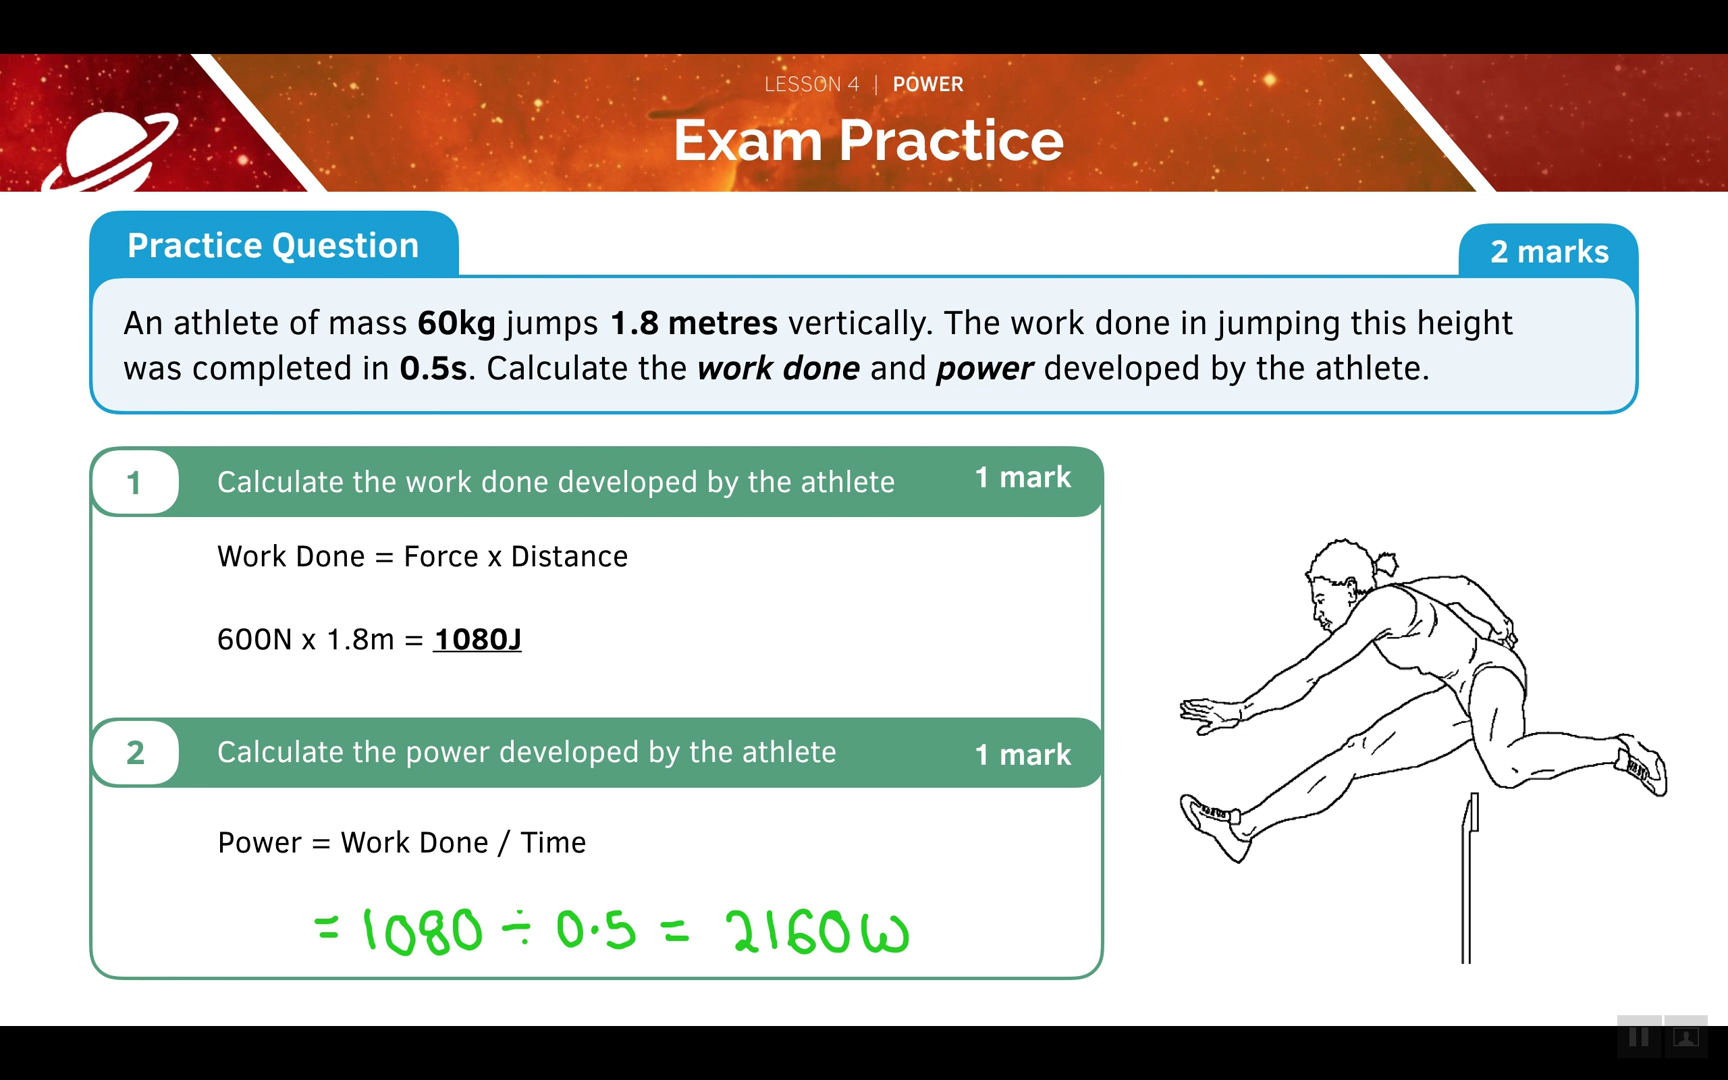 LESSON 4 | POWER
Exam Practice
Practice Question
2 marks
An athlete of mass 60kg jumps 1.8 metres vertically. The work done in jumping this height
was completed in 0.5s. Calculate the work done and power developed by the athlete.
1 Calculate the work done developed by the athlete 1 mark
Work Done = Force x Distance
600N x 1.8m = 1080J
2 Calculate the power developed by the athlete 1 mark
Power = Work Done / Time
= 1080 ÷ 0.5 = 2160W